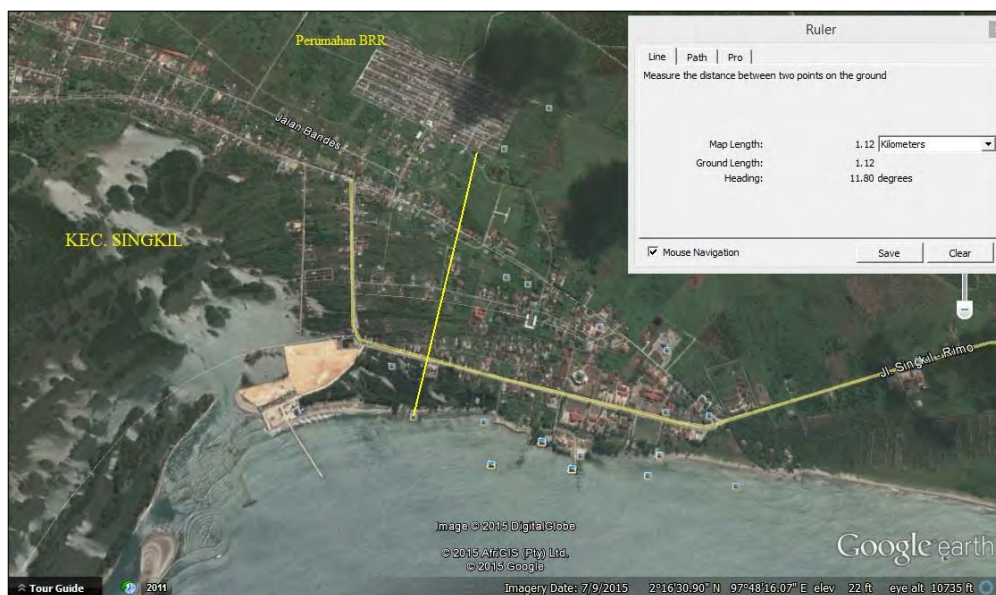 Perumahan BRR
Jalan Bandes
KEC. SINGKIL
Jl. Singkil - Rimo
Ruler
Line
Path
Pro
Measure the distance between two points on the ground
Map Length:
1.12
Kilometers
Ground Length:
1.12
Heading:
11.80 degrees
Mouse Navigation
Save
Clear
Image © 2015 DigitalGlobe
© 2015 AfriGIS (Pty) Ltd.
© 2015 Google
Google earth
Tour Guide
2011
Imagery Date: 7/9/2015 2°16'30.90" N 97°48'16.07" E elev 22 ft eye alt 10735 ft